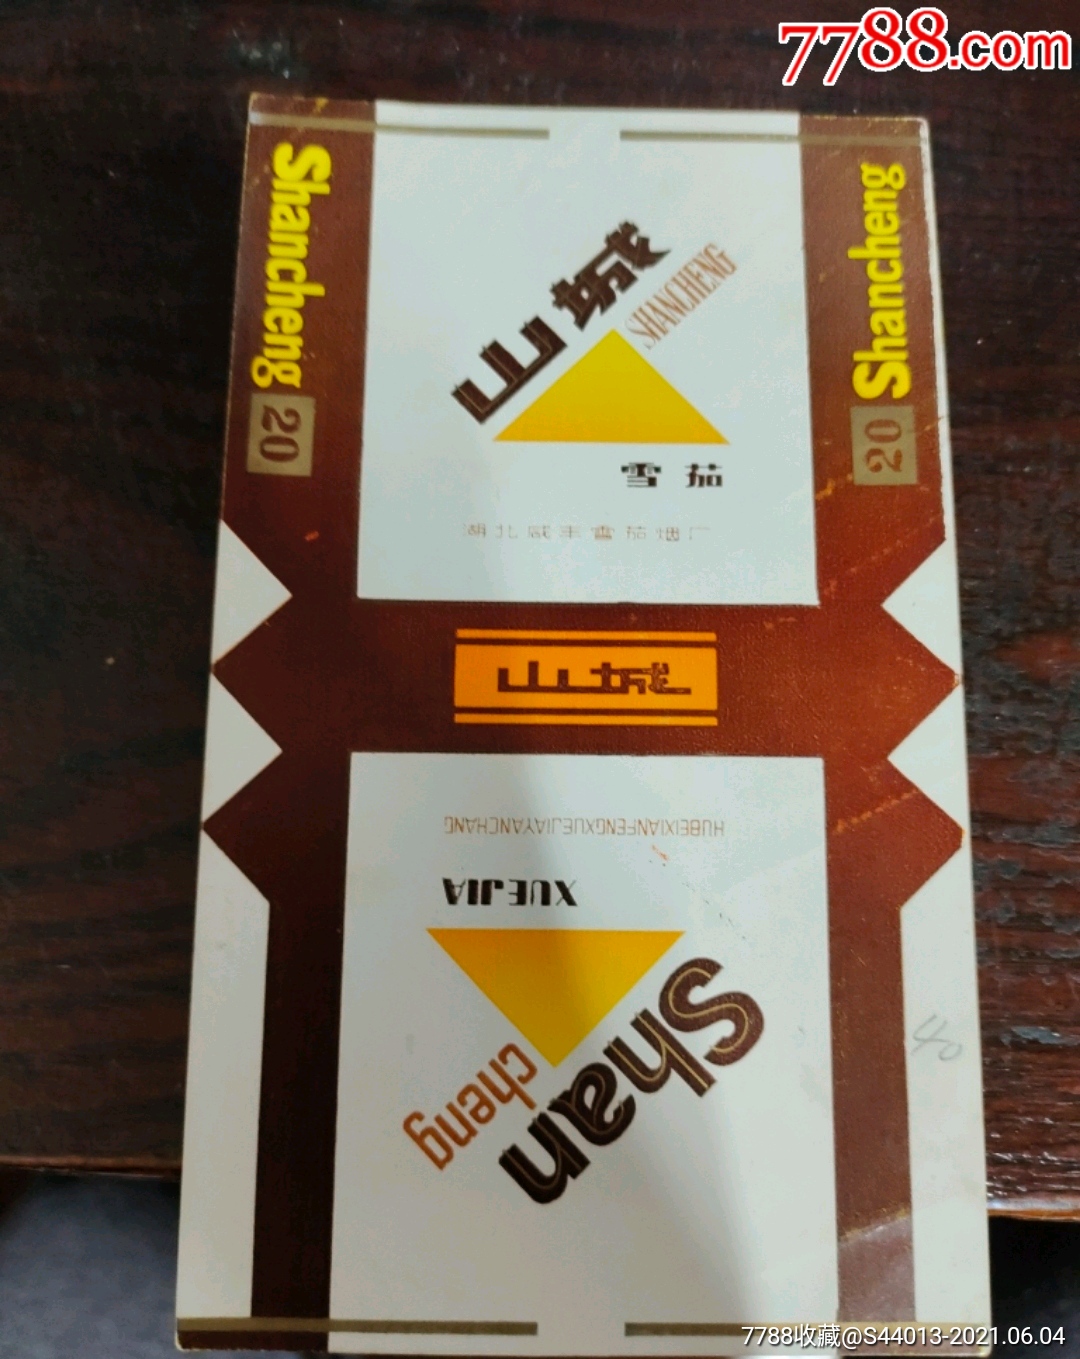 7788.com
Shancheng 20
山城
SHANCHENG
雪茄
湖北咸丰雪茄烟厂
20 Shancheng
山城
HUBEIXIANFENGXUEJIAYANCHANG
XUEJIA
Shan
cheng
40
7788收藏@S44013-2021.06.04